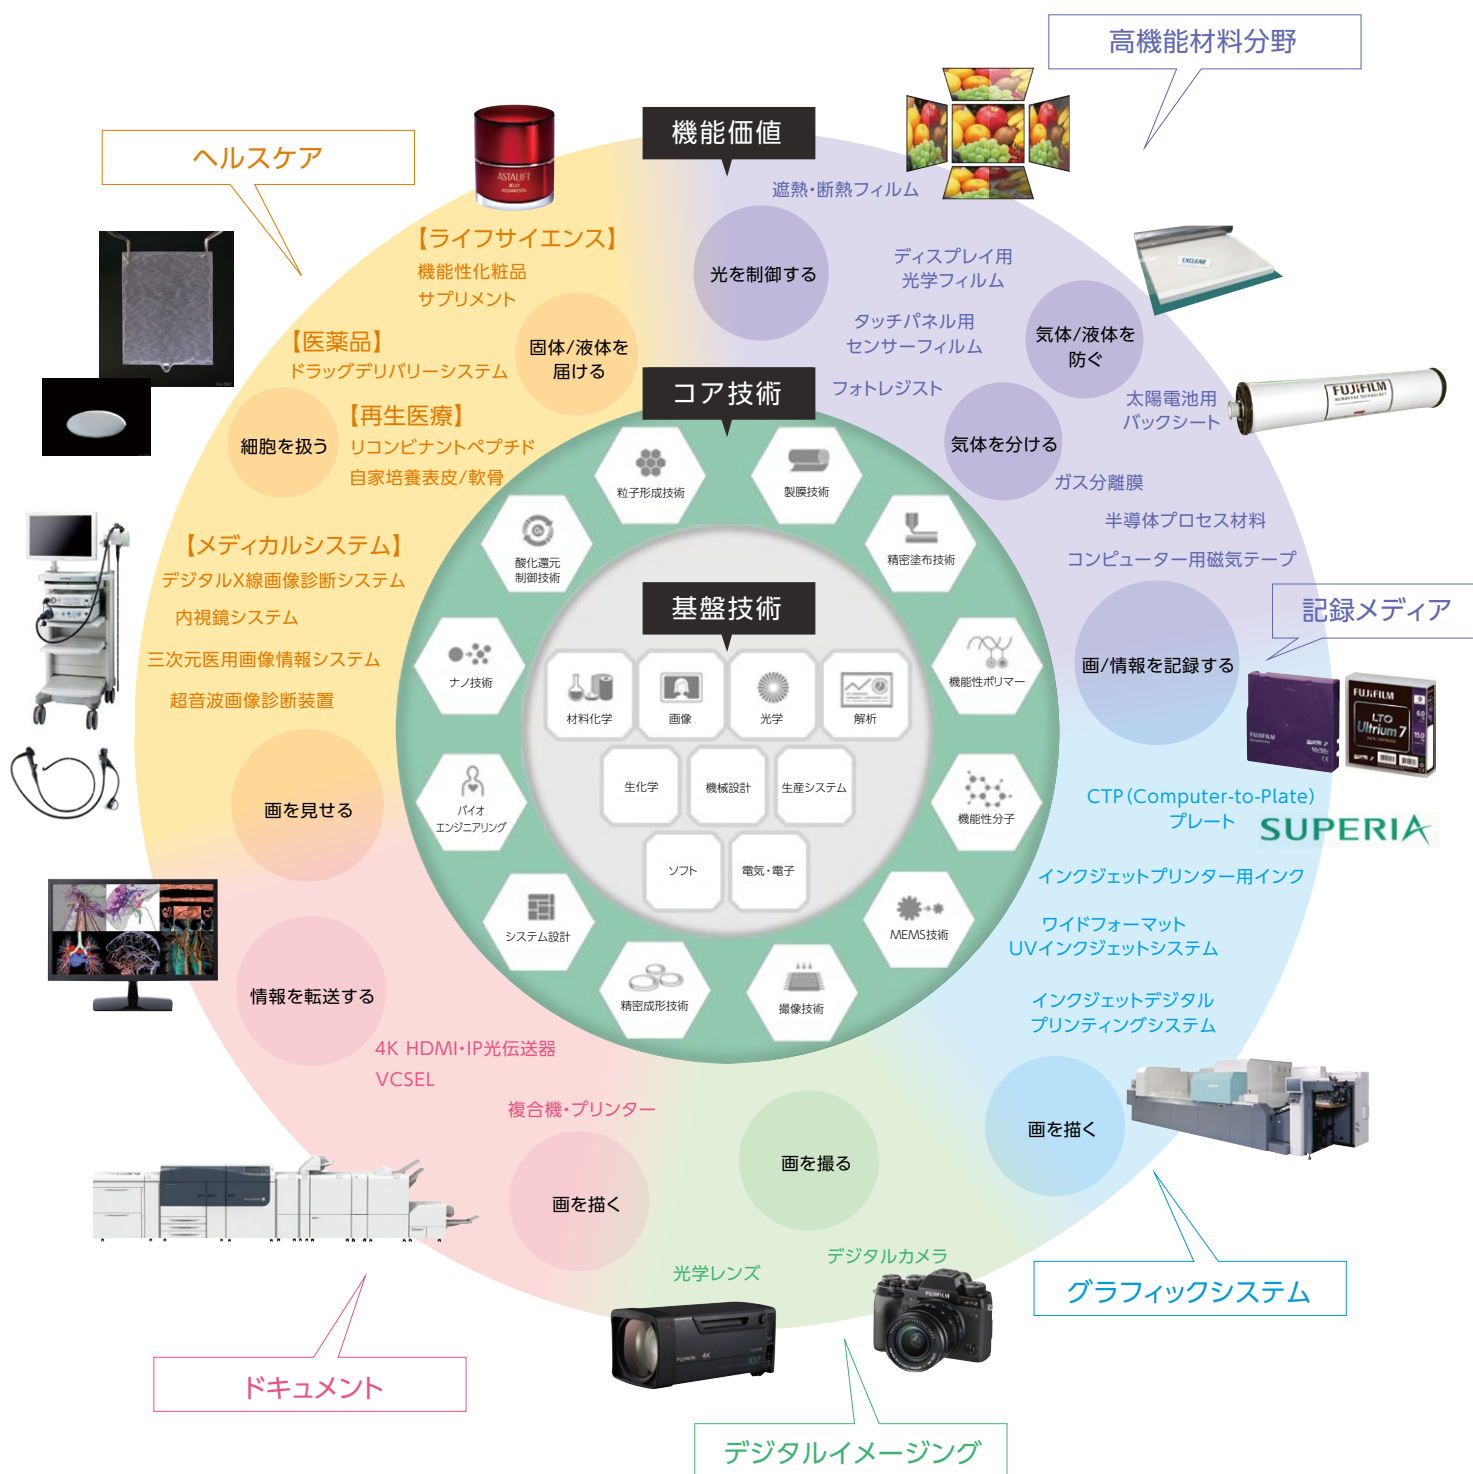 高機能材料分野
機能価値
ヘルスケア
ASTALIFT
JELLY
AQUARYSTA
遮熱・断熱フィルム
【ライフサイエンス】
機能性化粧品
サプリメント
光を制御する
ディスプレイ用
光学フィルム
EXCLEAR
【医薬品】
ドラッグデリバリーシステム
固体/液体を
届ける
タッチパネル用
センサーフィルム
気体/液体を
防ぐ
コア技術
フォトレジスト
太陽電池用
バックシート
FUJIFILM
MEMBRANE TECHNOLOGY
【再生医療】
リコンビナントペプチド
自家培養表皮/軟骨
細胞を扱う
気体を分ける
ガス分離膜
粒子形成技術
製膜技術
半導体プロセス材料
コンピューター用磁気テープ
【メディカルシステム】
デジタルX線画像診断システム
内視鏡システム
三次元医用画像情報システム
超音波画像診断装置
酸化還元
制御技術
精密塗布技術
基盤技術
記録メディア
画/情報を記録する
ナノ技術
機能性ポリマー
材料化学
画像
光学
解析
FUJIFILM
FUJIFILM
LTO
Ultrium 7
DATA CARTRIDGE
6.0
150
生化学
機械設計
生産システム
画を見せる
バイオ
エンジニアリング
機能性分子
CTP（Computer-to-Plate）
プレート
SUPERIA
ソフト
電気・電子
インクジェットプリンター用インク
システム設計
MEMS技術
ワイドフォーマット
UVインクジェットシステム
情報を転送する
精密成形技術
撮像技術
インクジェットデジタル
プリンティングシステム
4K HDMI・IP光伝送器
VCSEL
複合機・プリンター
画を描く
画を撮る
画を描く
光学レンズ
デジタルカメラ
FUJIFILM
X-T2
FUJINON 4K
107
グラフィックシステム
ドキュメント
デジタルイメージング